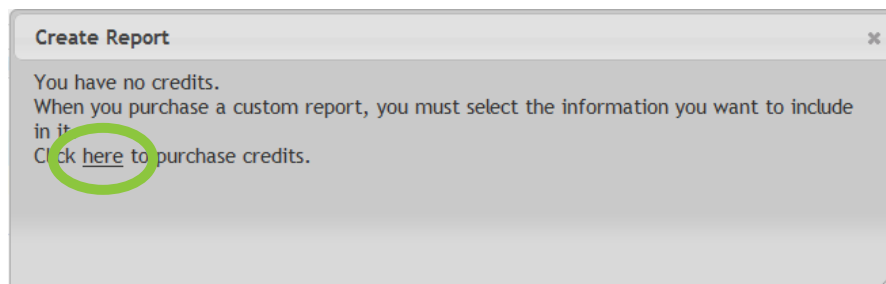 Create Report
You have no credits.
When you purchase a custom report, you must select the information you want to include
in it.
Click here to purchase credits.